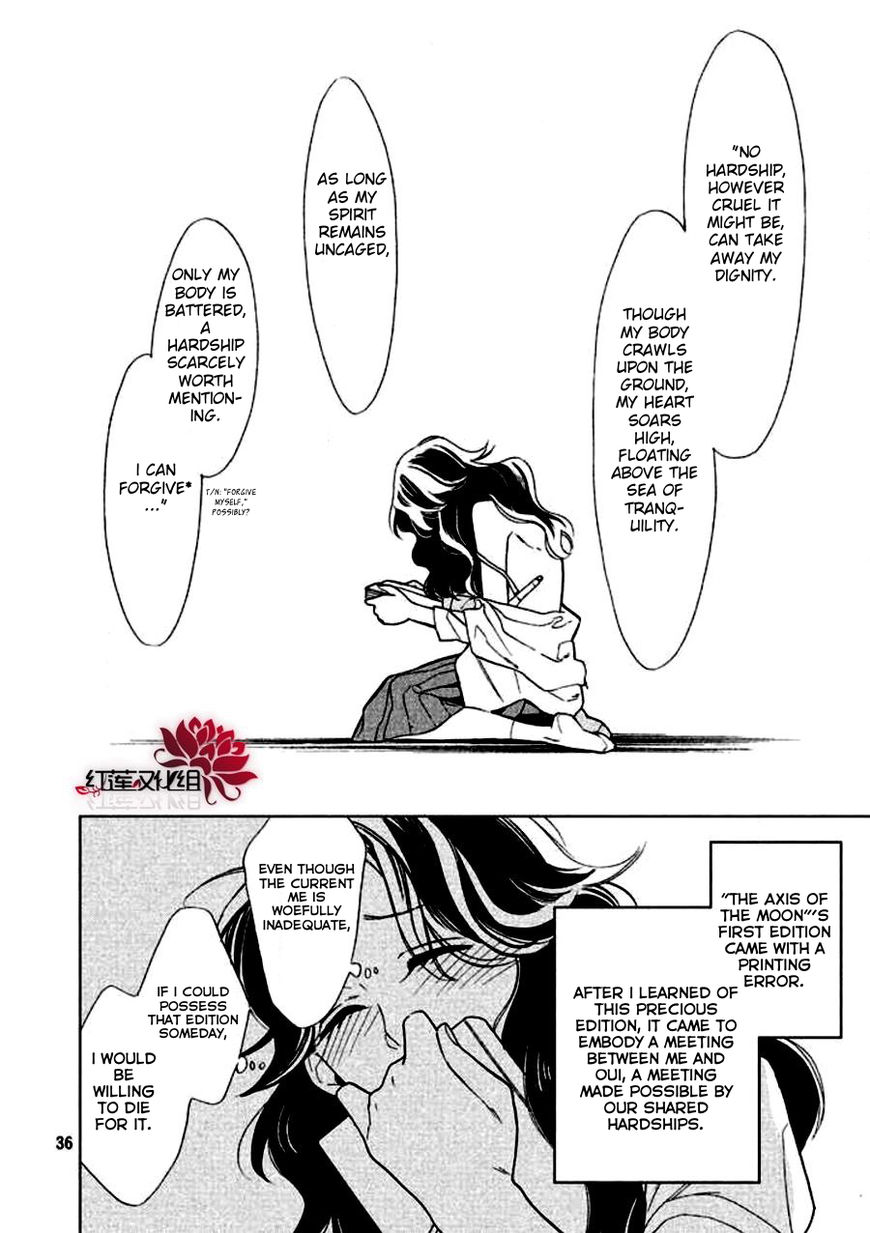 "NO
HARDSHIP,
HOWEVER
CRUEL IT
MIGHT BE,
CAN TAKE
AWAY MY
DIGNITY.
THOUGH
MY BODY
CRAWLS
UPON THE
GROUND,
MY HEART
SOARS
HIGH,
FLOATING
ABOVE THE
SEA OF
TRANQ-
UILITY.
AS LONG
AS MY
SPIRIT
REMAINS
UNCAGED,
ONLY MY
BODY IS
BATTERED,
A
HARDSHIP
SCARCELY
WORTH
MENTION-
ING.
I CAN
FORGIVE*
..."
T/N: "FORGIVE
MYSELF,"
POSSIBLY?
红莲汉化组
"THE AXIS OF
THE MOON"'S
FIRST EDITION
CAME WITH A
PRINTING
ERROR.
AFTER I LEARNED OF
THIS PRECIOUS
EDITION, IT CAME TO
EMBODY A MEETING
BETWEEN ME AND
OUI, A MEETING
MADE POSSIBLE BY
OUR SHARED
HARDSHIPS.
EVEN THOUGH
THE CURRENT
ME IS
WOEFULLY
INADEQUATE,
IF I COULD
POSSESS
THAT EDITION
SOMEDAY,
I WOULD
BE
WILLING
TO DIE
FOR IT.
36